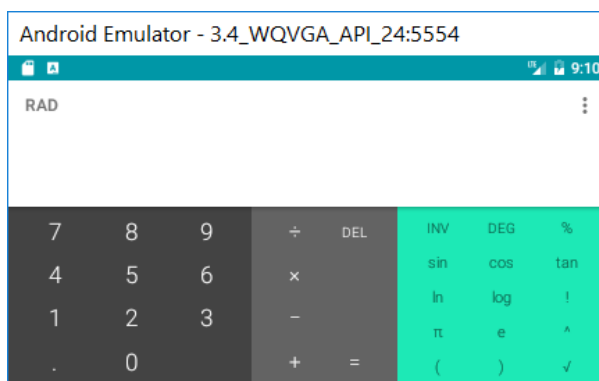 Android Emulator - 3.4_WQVGA_API_24:5554
A LTE 9:10
RAD
7 8 9 ÷ DEL INV DEG %
4 5 6 × sin cos tan
1 2 3 − ln log !
π e ^
. 0 + = ( ) √